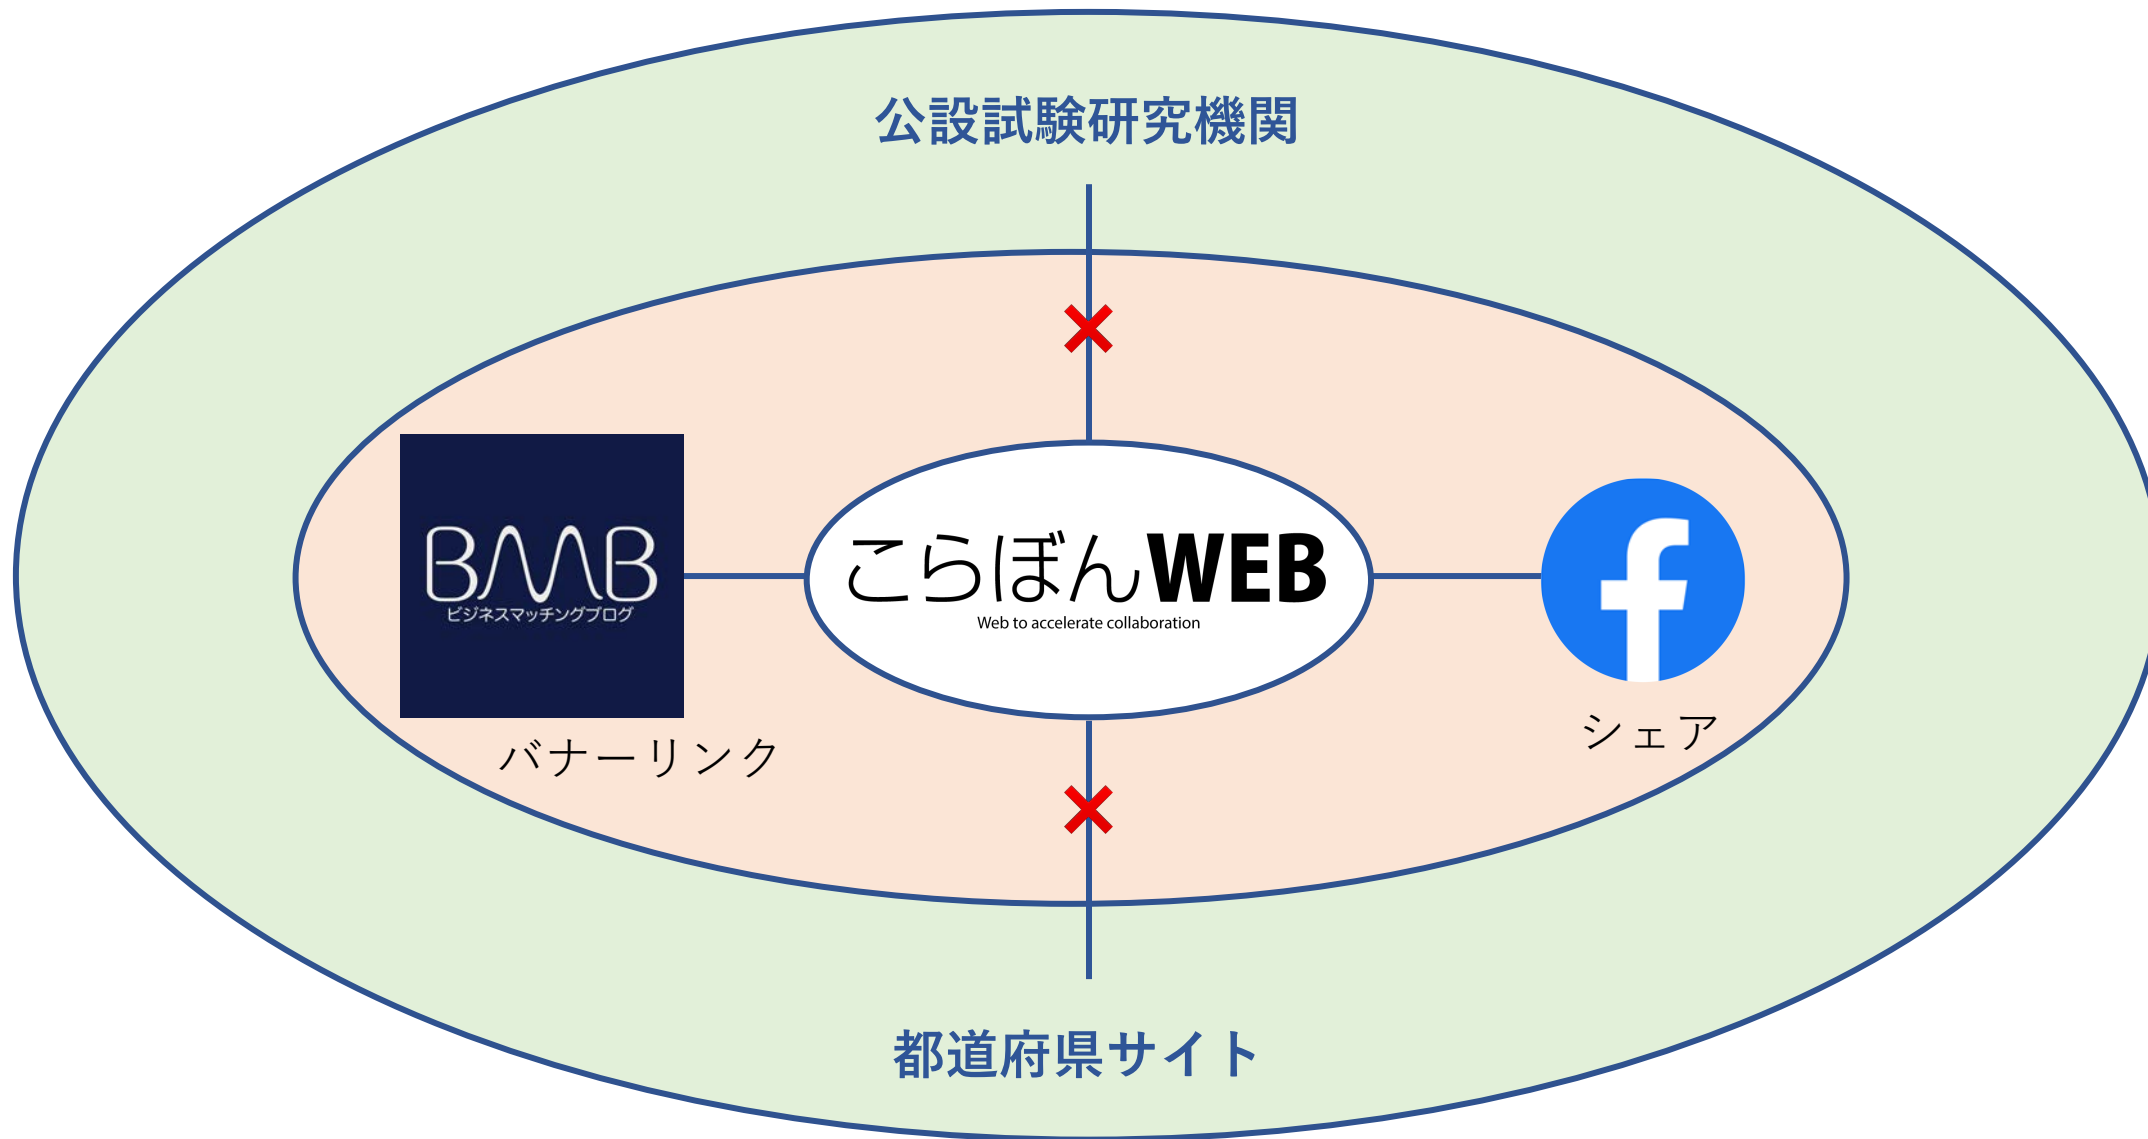 公設試験研究機関
BMB
ビジネスマッチングブログ
こらぼんWEB
Web to accelerate collaboration
バナーリンク
シェア
都道府県サイト